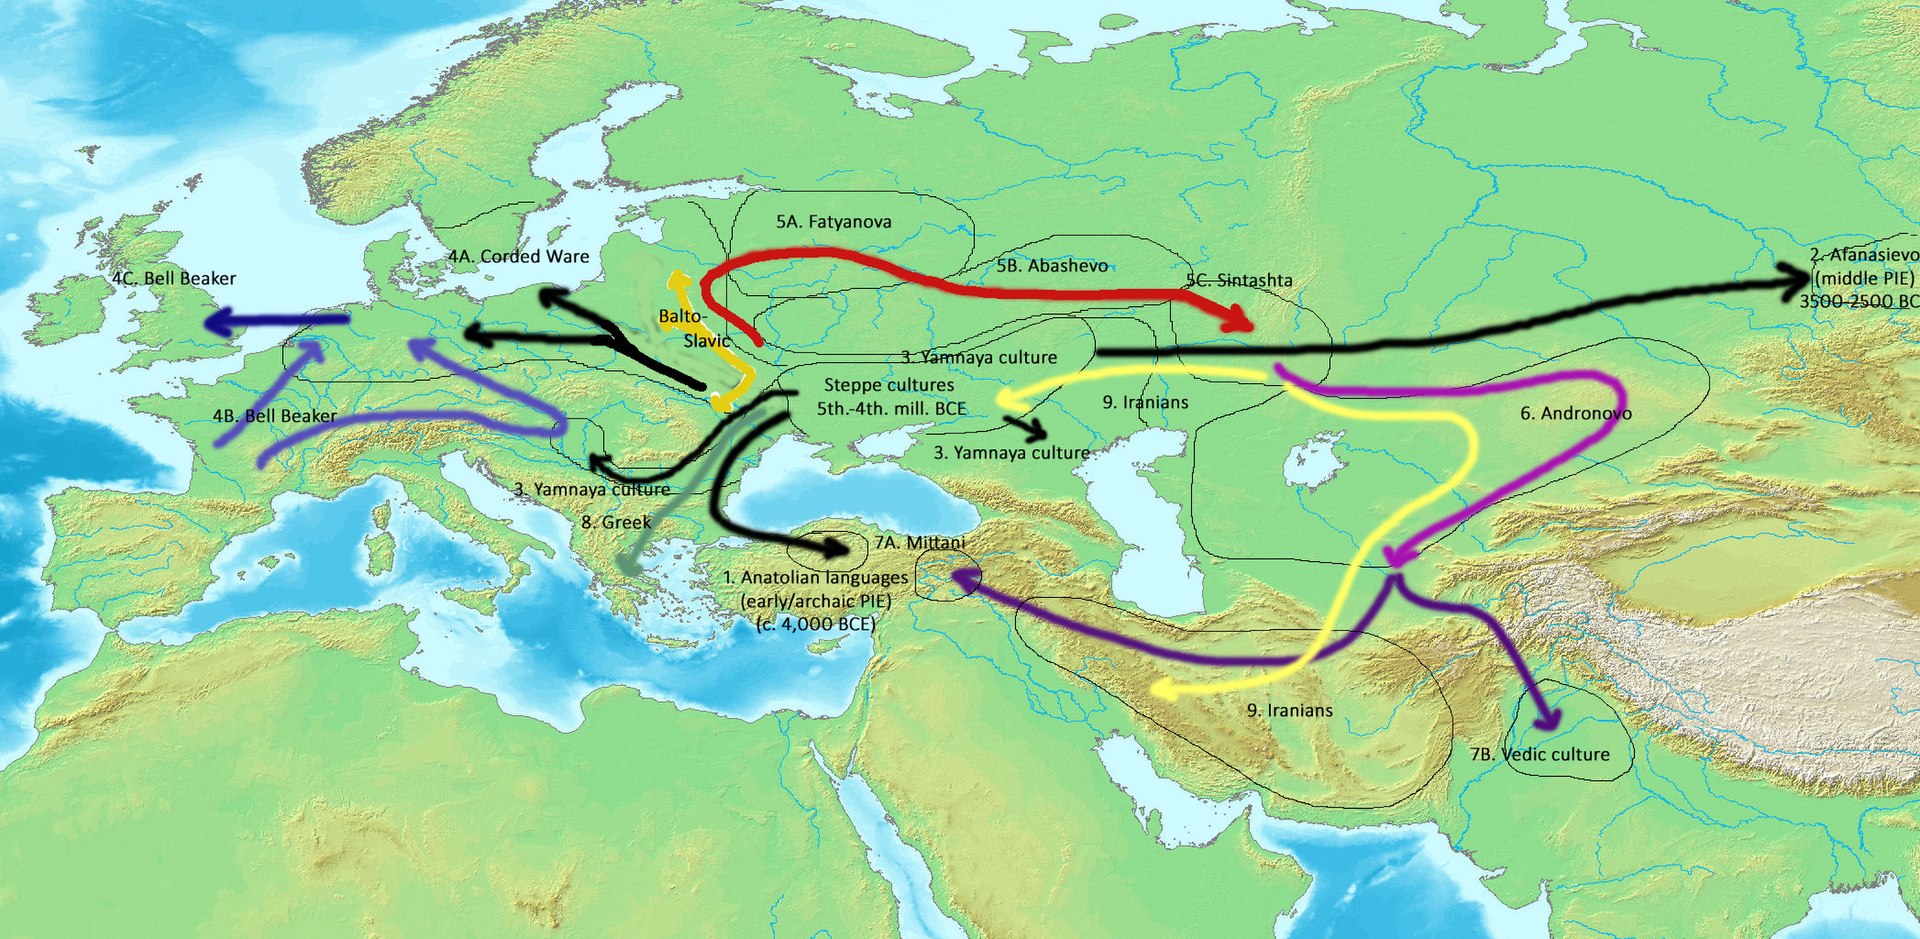 5A. Fatyanova
4A. Corded Ware
4C. Bell Beaker
5B. Abashevo
5C. Sintashta
2. Afanasievo
(middle PIE)
3500-2500 BC
Balto-
Slavic
3. Yamnaya culture
Steppe cultures
5th.-4th. mill. BCE
9. Iranians
6. Andronovo
4B. Bell Beaker
3. Yamnaya culture
3. Yamnaya culture
8. Greek
7A. Mittani
1. Anatolian languages
(early/archaic PIE)
(c. 4,000 BCE)
9. Iranians
7B. Vedic culture